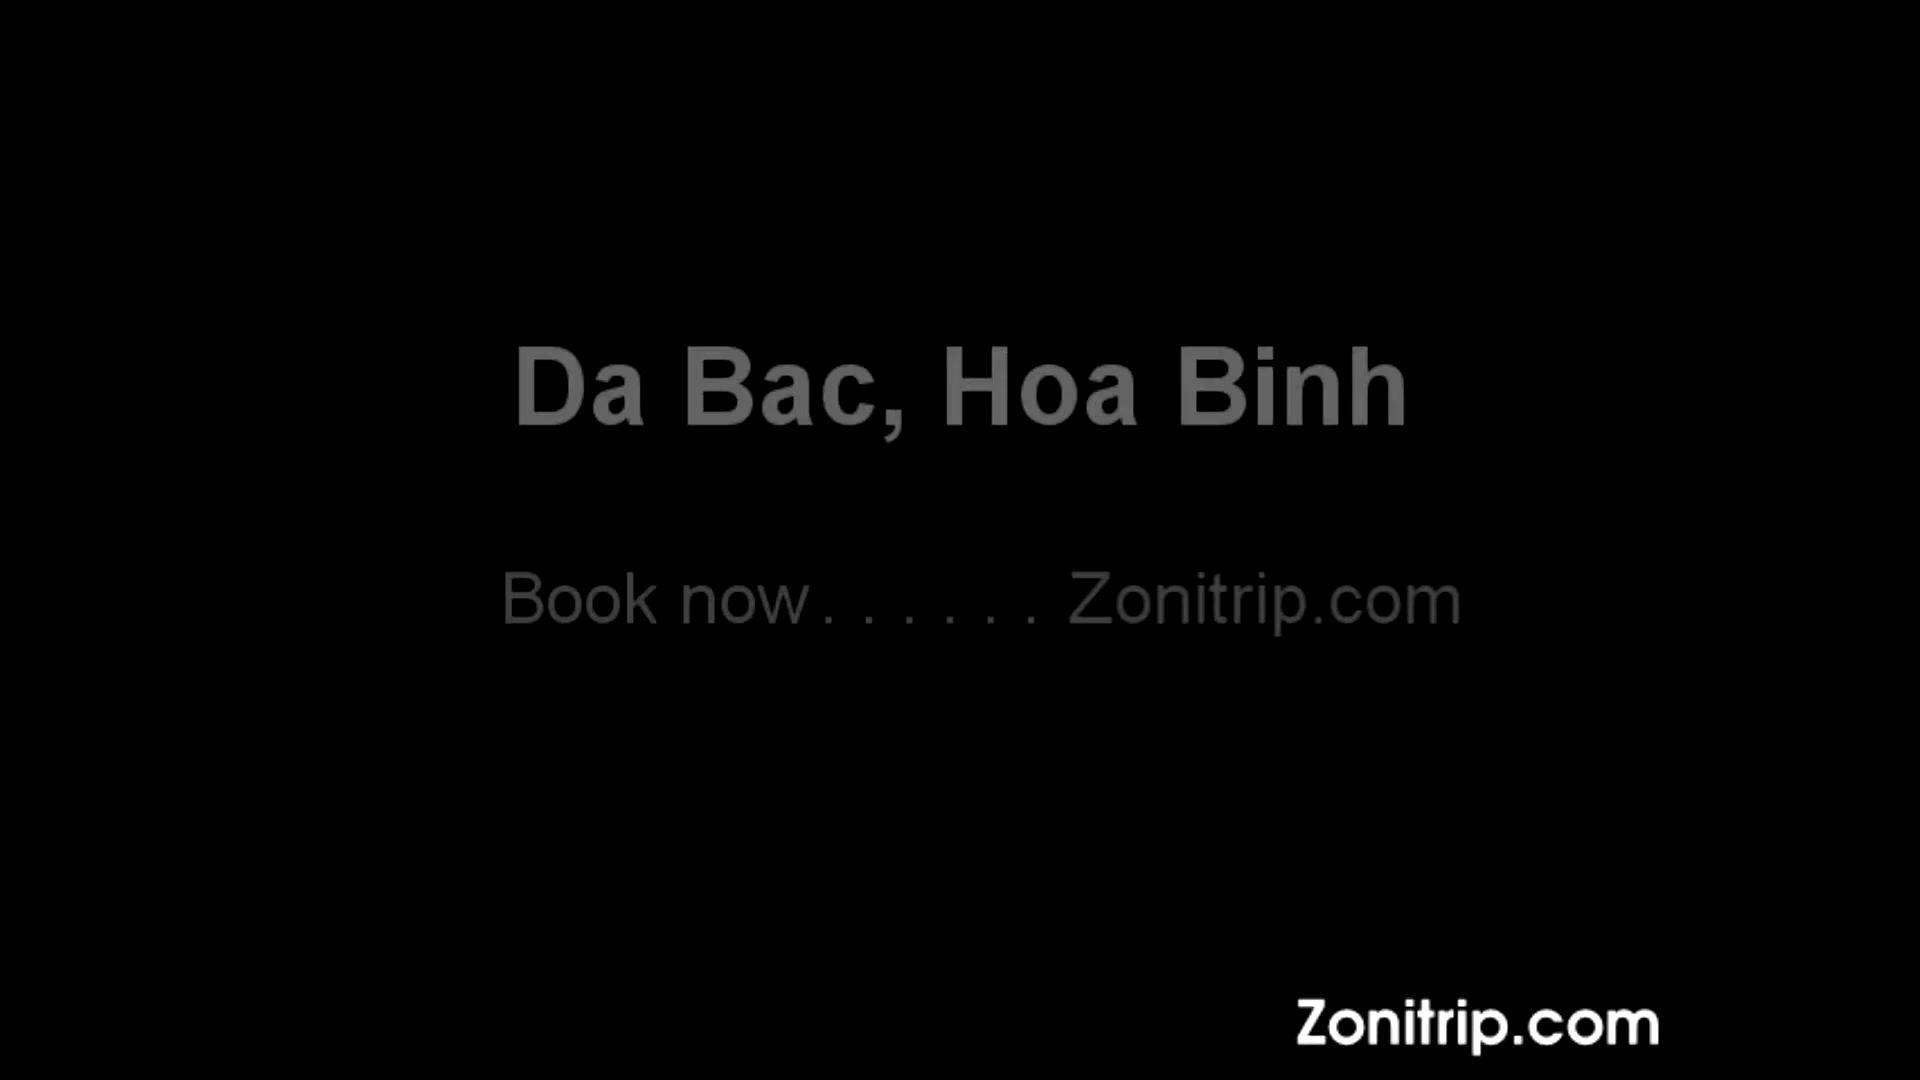 Da Bac, Hoa Binh
Book now. . . . . . Zonitrip.com
Zonitrip.com